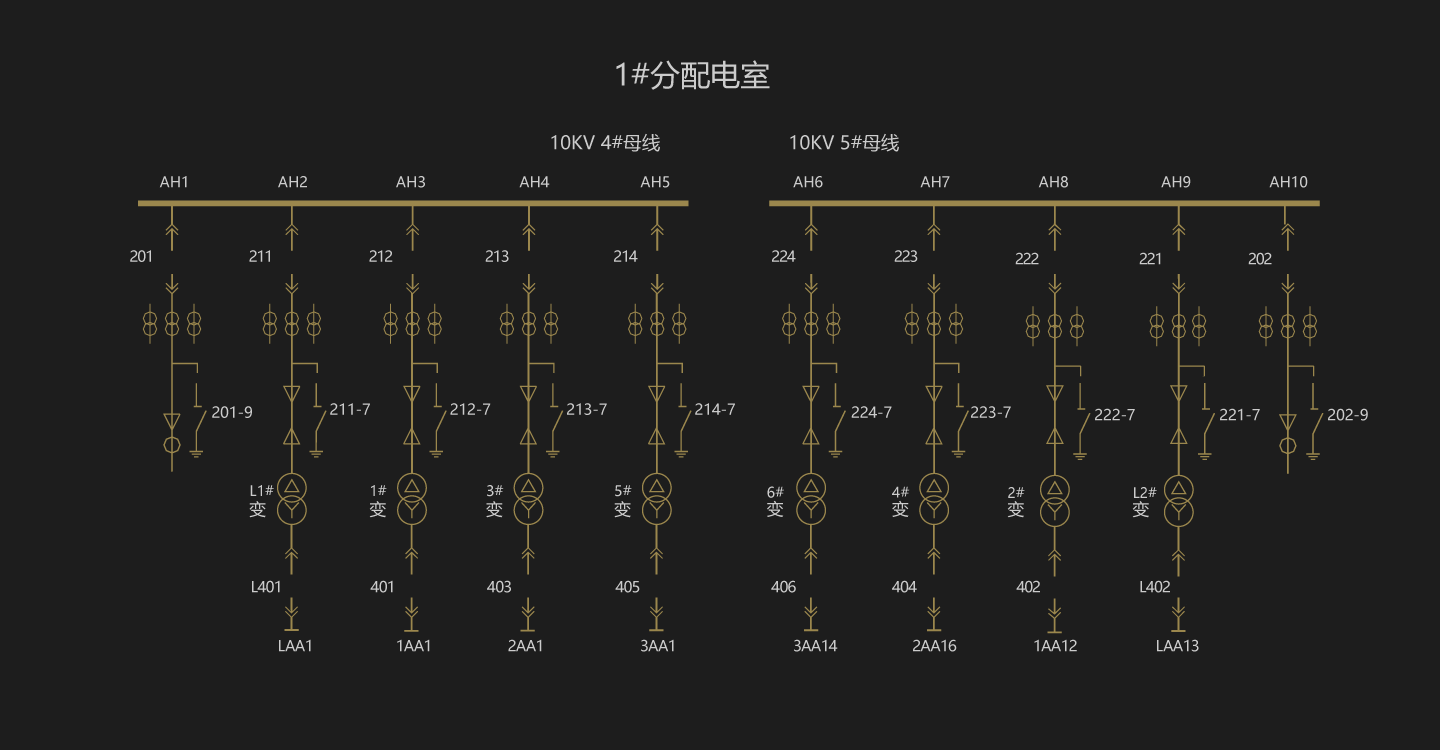 1#分配电室
10KV 4#母线 10KV 5#母线
AH1 AH2 AH3 AH4 AH5 AH6 AH7 AH8 AH9 AH10
201 211 212 213 214 224 223 222 221 202
201-9 211-7 212-7 213-7 214-7 224-7 223-7 222-7 221-7 202-9
L1# 1# 3# 5# 6# 4# 2# L2#
变 变 变 变 变 变 变 变
L401 401 403 405 406 404 402 L402
LAA1 1AA1 2AA1 3AA1 3AA14 2AA16 1AA12 LAA13